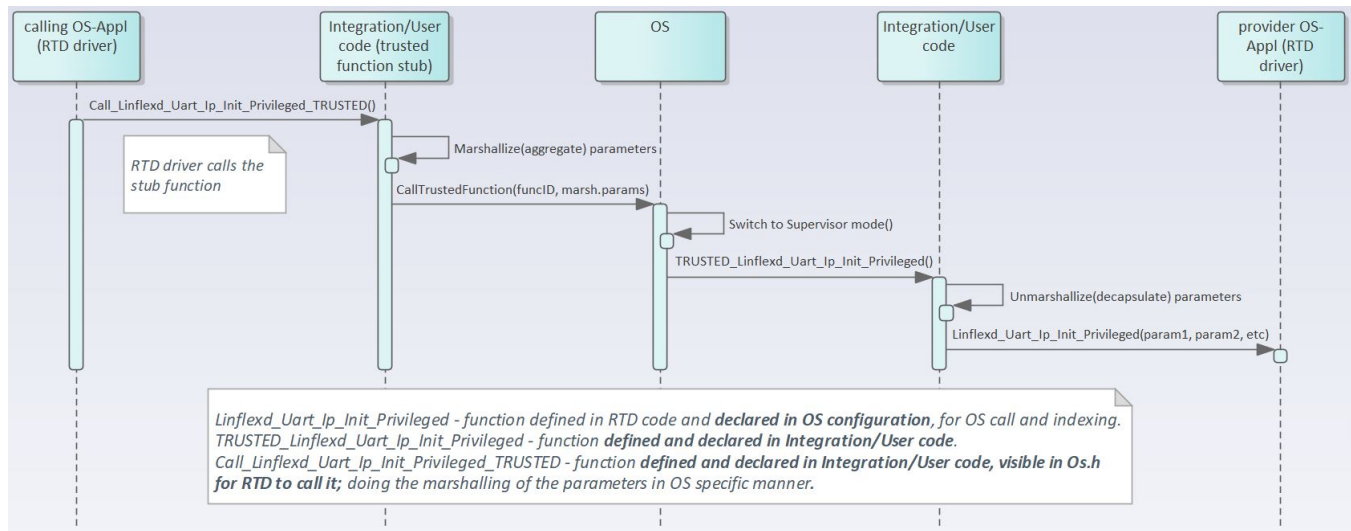 calling OS-Appl
(RTD driver)
Integration/User
code (trusted
function stub)
OS
Integration/User
code
provider OS-
Appl (RTD
driver)
Call_Linflexd_Uart_Ip_Init_Privileged_TRUSTED()
RTD driver calls the
stub function
Marshallize(aggregate) parameters
CallTrustedFunction(funcID, marsh.params)
Switch to Supervisor mode()
TRUSTED_Linflexd_Uart_Ip_Init_Privileged()
Unmarshallize(decapsulate) parameters
Linflexd_Uart_Ip_Init_Privileged(param1, param2, etc)
Linflexd_Uart_Ip_Init_Privileged - function defined in RTD code and declared in OS configuration, for OS call and indexing.
TRUSTED_Linflexd_Uart_Ip_Init_Privileged - function defined and declared in Integration/User code.
Call_Linflexd_Uart_Ip_Init_Privileged_TRUSTED - function defined and declared in Integration/User code, visible in Os.h
for RTD to call it; doing the marshalling of the parameters in OS specific manner.